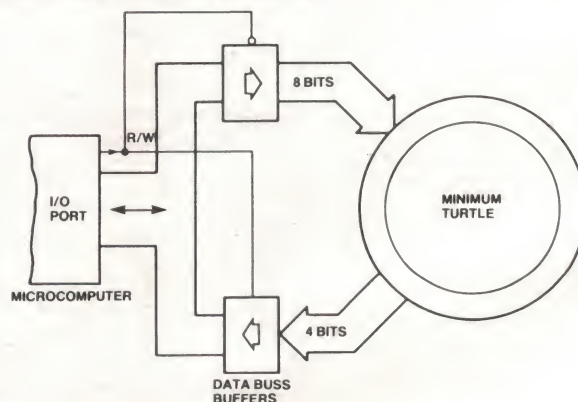 8 BITS
R/W
I/O
PORT
MINIMUM
TURTLE
MICROCOMPUTER
4 BITS
DATA BUSS
BUFFERS